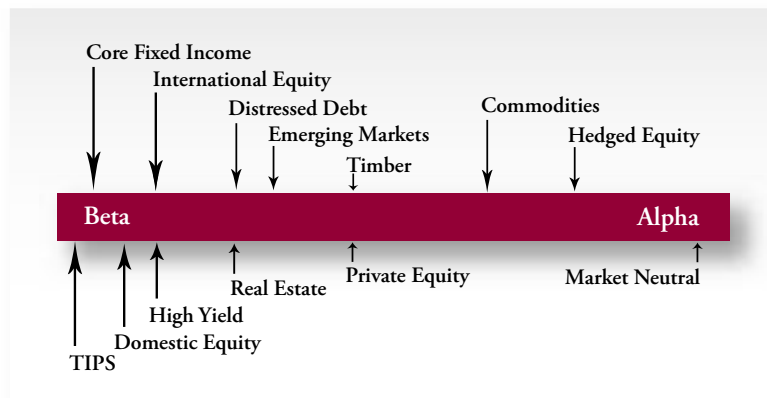 Core Fixed Income
International Equity
Distressed Debt
Emerging Markets
Timber
Commodities
Hedged Equity
Beta
Alpha
Real Estate
Private Equity
Market Neutral
High Yield
Domestic Equity
TIPS